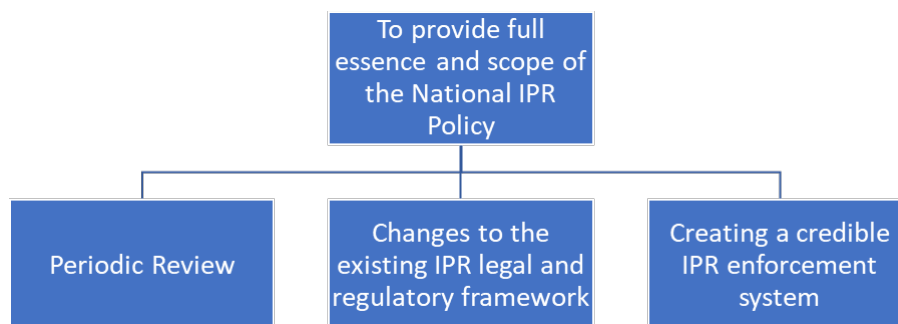 To provide full
essence and scope of
the National IPR
Policy
Periodic Review
Changes to the
existing IPR legal and
regulatory framework
Creating a credible
IPR enforcement
system